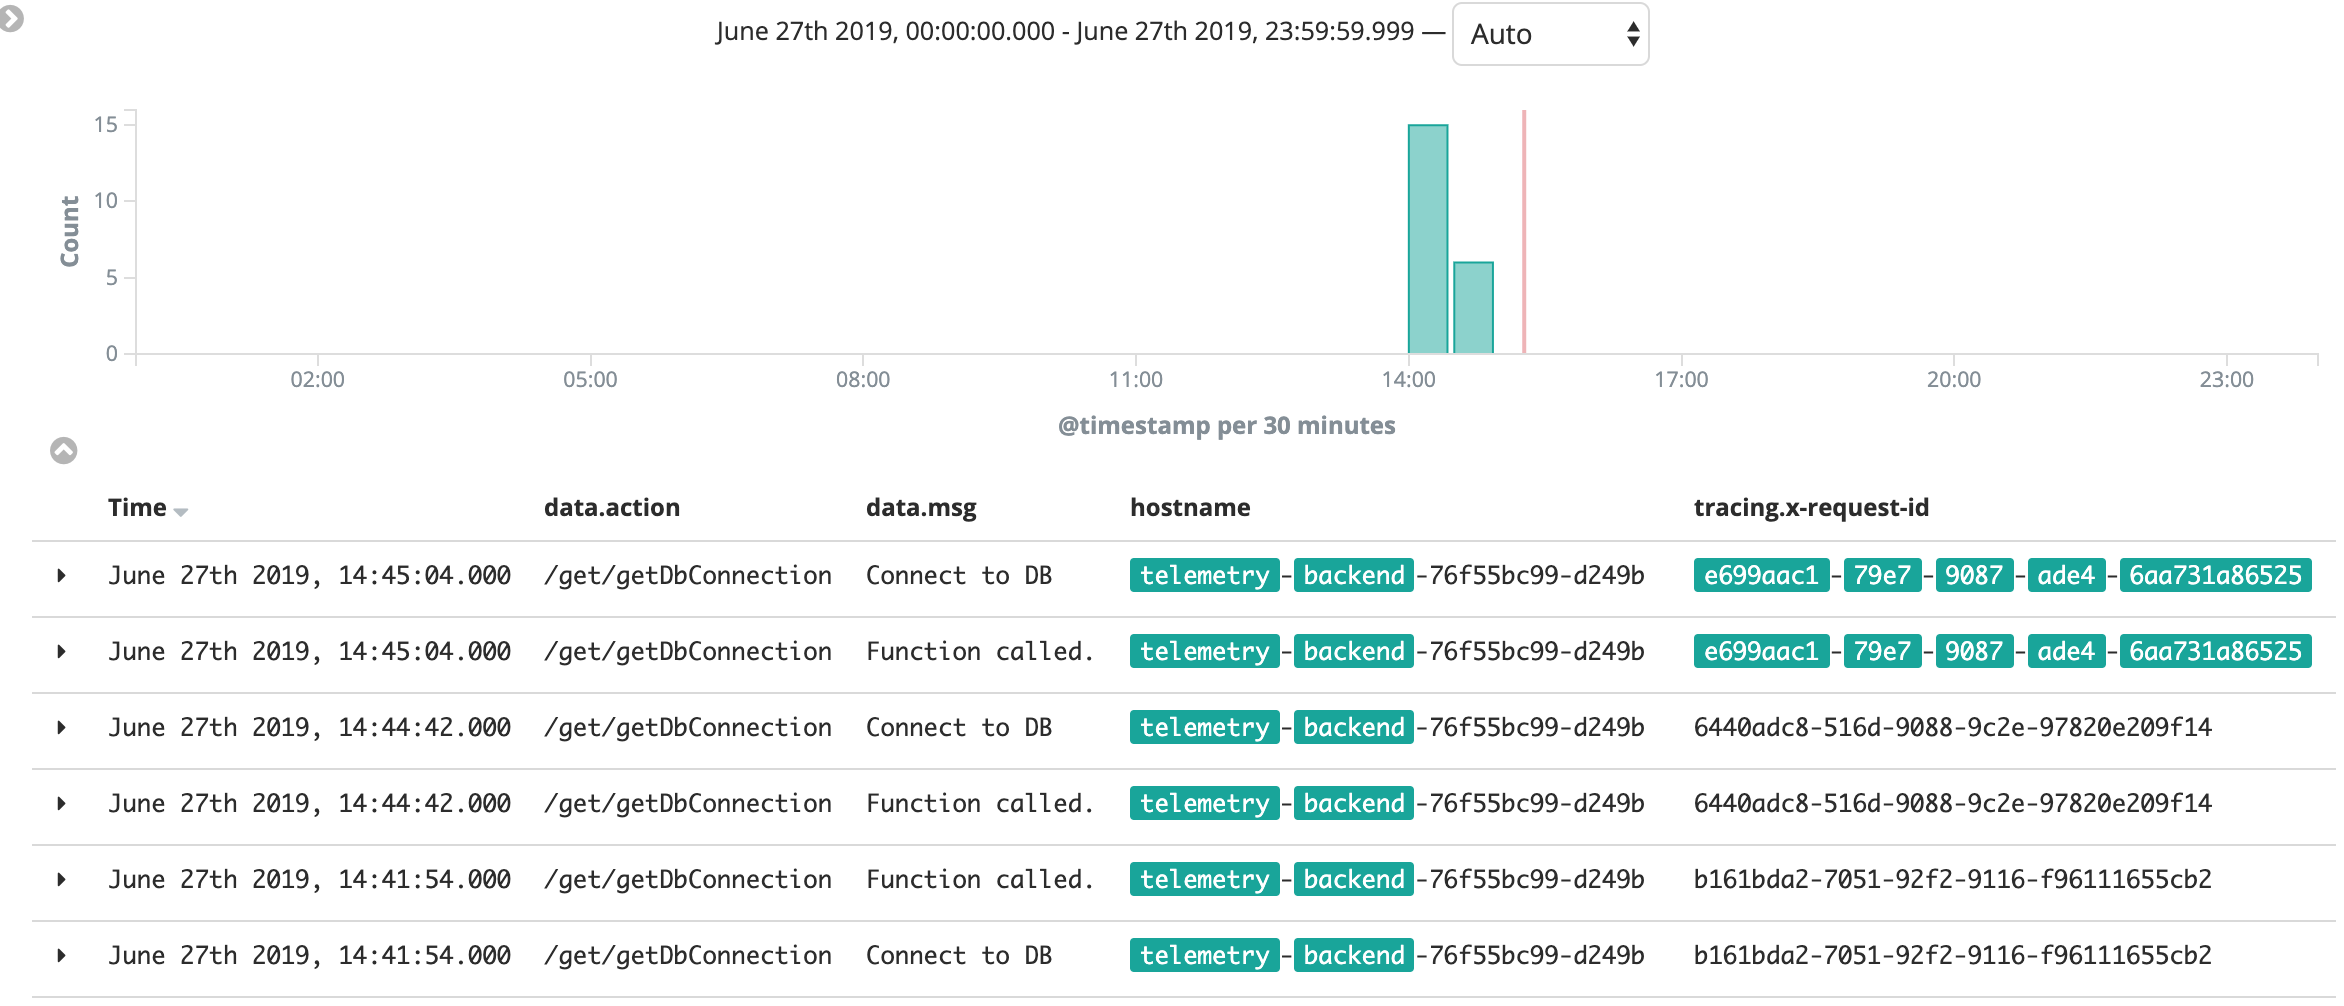 June 27th 2019, 00:00:00.000 - June 27th 2019, 23:59:59.999 — Auto
15
10
5
0
Count
02:00 05:00 08:00 11:00 14:00 17:00 20:00 23:00
@timestamp per 30 minutes
Time data.action data.msg hostname tracing.x-request-id
June 27th 2019, 14:45:04.000 /get/getDbConnection Connect to DB telemetry-backend-76f55bc99-d249b e699aac1-79e7-9087-ade4-6aa731a86525
June 27th 2019, 14:45:04.000 /get/getDbConnection Function called. telemetry-backend-76f55bc99-d249b e699aac1-79e7-9087-ade4-6aa731a86525
June 27th 2019, 14:44:42.000 /get/getDbConnection Connect to DB telemetry-backend-76f55bc99-d249b 6440adc8-516d-9088-9c2e-97820e209f14
June 27th 2019, 14:44:42.000 /get/getDbConnection Function called. telemetry-backend-76f55bc99-d249b 6440adc8-516d-9088-9c2e-97820e209f14
June 27th 2019, 14:41:54.000 /get/getDbConnection Function called. telemetry-backend-76f55bc99-d249b b161bda2-7051-92f2-9116-f96111655cb2
June 27th 2019, 14:41:54.000 /get/getDbConnection Connect to DB telemetry-backend-76f55bc99-d249b b161bda2-7051-92f2-9116-f96111655cb2